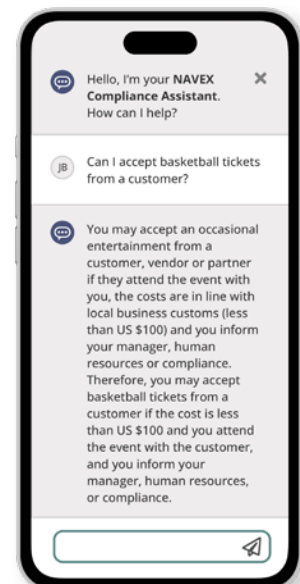 Hello, I'm your NAVEX
Compliance Assistant.
How can I help?
JB
Can I accept basketball tickets
from a customer?
You may accept an occasional
entertainment from a
customer, vendor or partner
if they attend the event with
you, the costs are in line with
local business customs (less
than US $100) and you inform
your manager, human
resources or compliance.
Therefore, you may accept
basketball tickets from a
customer if the cost is less
than US $100 and you attend
the event with the customer,
and you inform your
manager, human resources,
or compliance.